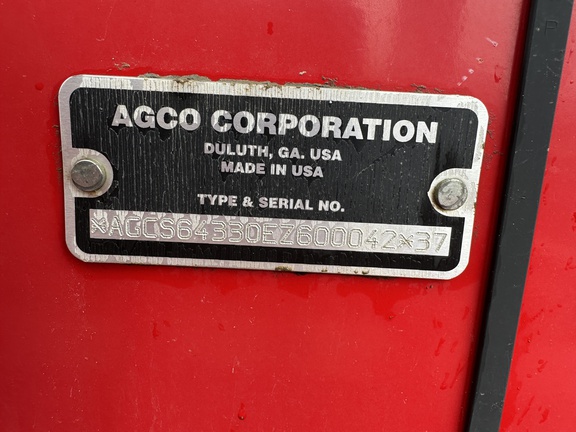 AGCO CORPORATION
DULUTH, GA. USA
MADE IN USA
TYPE & SERIAL NO.
*AGCS64330EZ600042*37